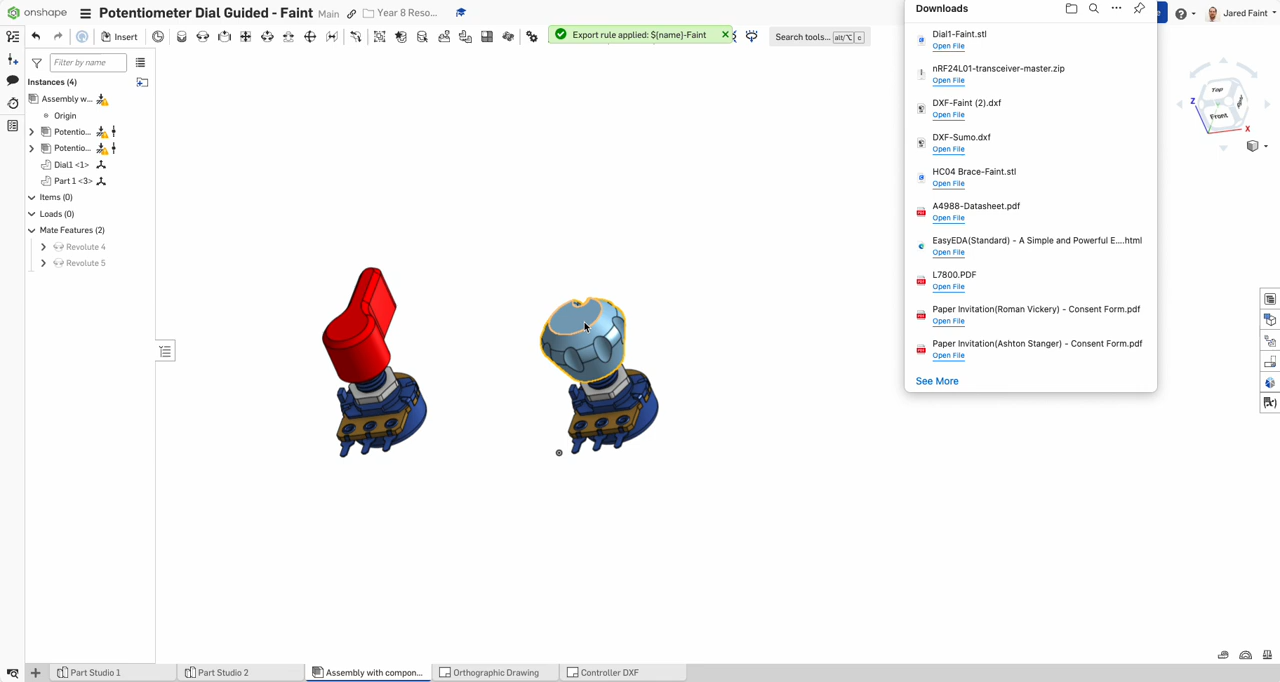 onshape
Potentiometer Dial Guided - Faint
Main
Year 8 Reso...
Insert
Export rule applied: ${name}-Faint
Search tools...
alt/⌥ c
Jared Faint
Filter by name
Instances (4)
Assembly w...
Origin
Potentio...
Potentio...
Dial1 <1>
Part 1 <3>
Items (0)
Loads (0)
Mate Features (2)
Revolute 4
Revolute 5
Downloads
Dial1-Faint.stl
Open File
nRF24L01-transceiver-master.zip
Open File
DXF-Faint (2).dxf
Open File
DXF-Sumo.dxf
Open File
HC04 Brace-Faint.stl
Open File
A4988-Datasheet.pdf
Open File
EasyEDA(Standard) - A Simple and Powerful E....html
Open File
L7800.PDF
Open File
Paper Invitation(Roman Vickery) - Consent Form.pdf
Open File
Paper Invitation(Ashton Stanger) - Consent Form.pdf
Open File
See More
Top
Z
Front
X
Part Studio 1
Part Studio 2
Assembly with compon...
Orthographic Drawing
Controller DXF